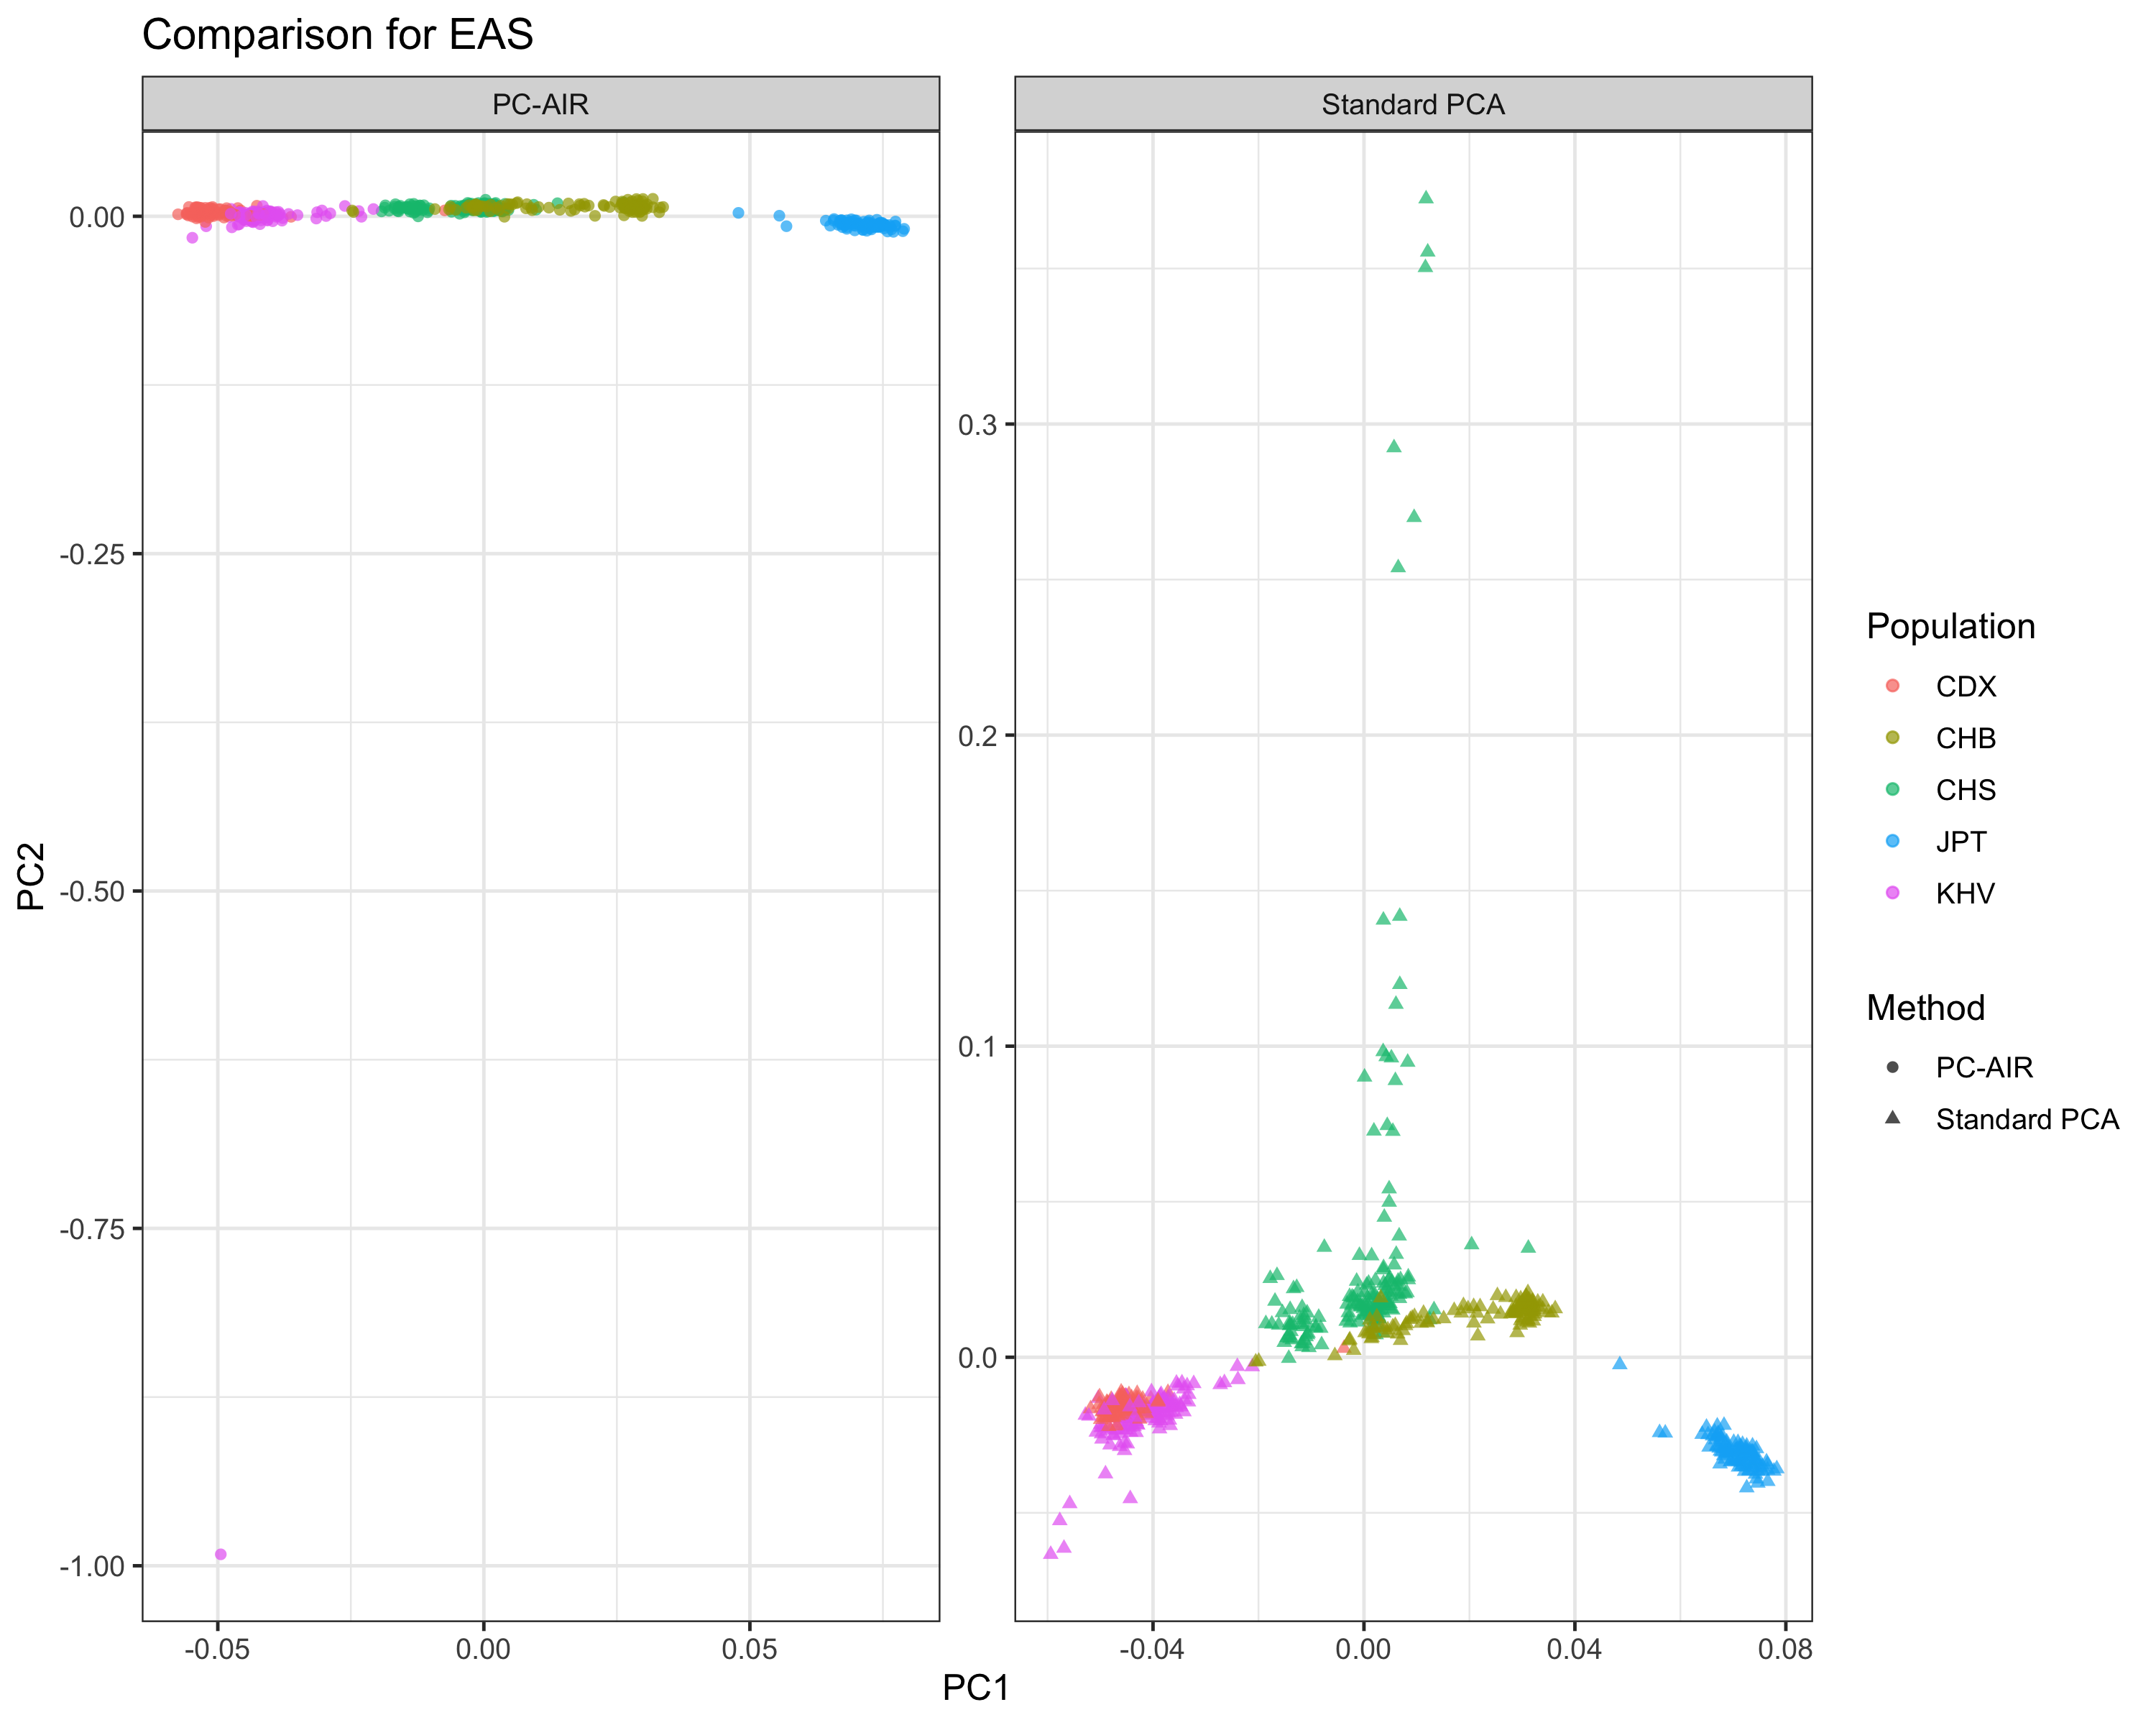 Comparison for EAS
PC-AIR
Standard PCA
PC2
0.00
-0.25
-0.50
-0.75
-1.00
0.3
0.2
0.1
0.0
-0.05
0.00
0.05
-0.04
0.00
0.04
0.08
PC1
Population
CDX
CHB
CHS
JPT
KHV
Method
PC-AIR
Standard PCA